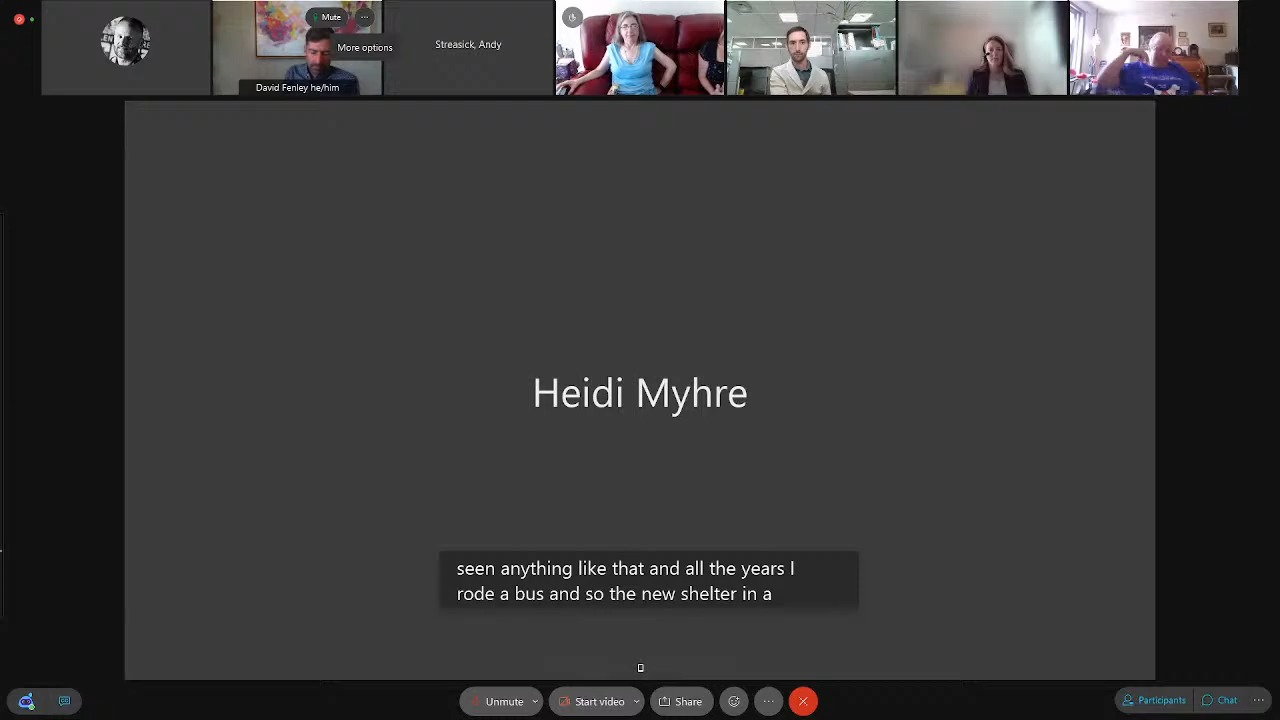 Mute
More options
David Fenley he/him
Streasick, Andy
Heidi Myhre
seen anything like that and all the years I
rode a bus and so the new shelter in a
Unmute
Start video
Share
Participants
Chat